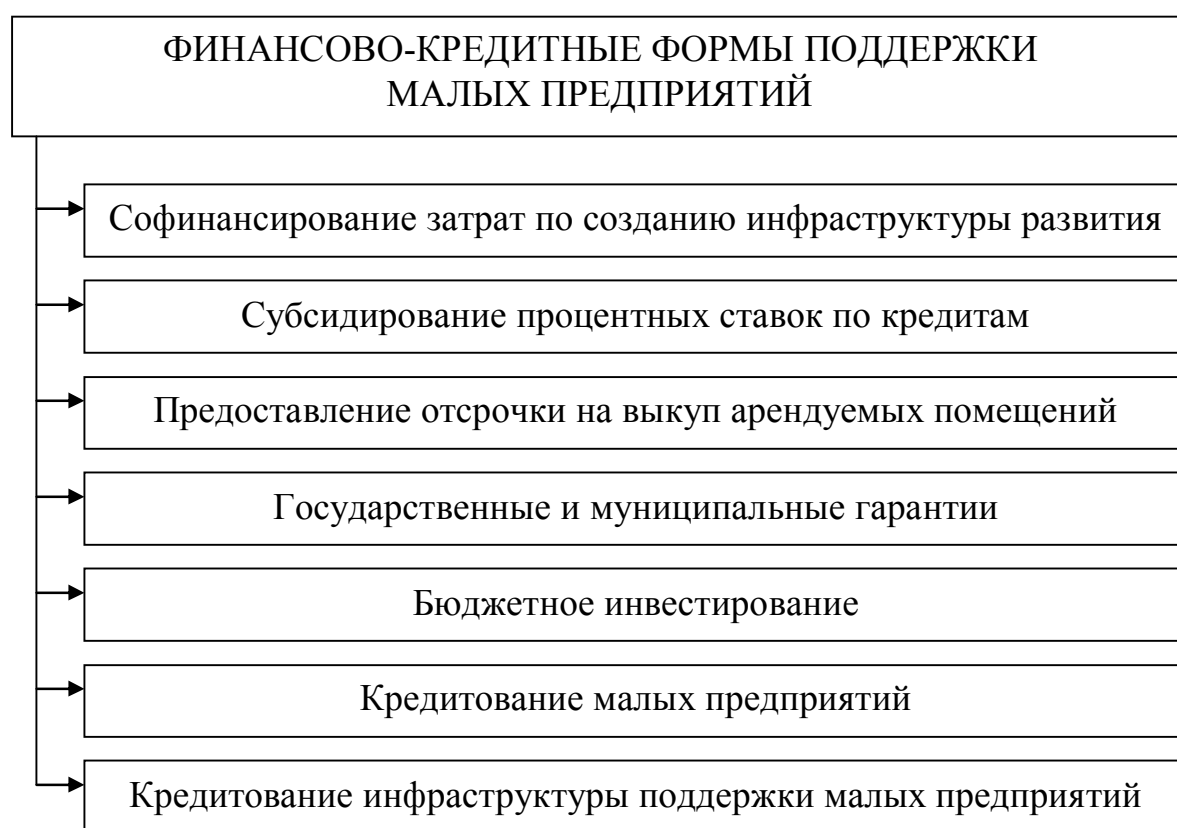 ФИНАНСОВО-КРЕДИТНЫЕ ФОРМЫ ПОДДЕРЖКИ
МАЛЫХ ПРЕДПРИЯТИЙ
Софинансирование затрат по созданию инфраструктуры развития
Субсидирование процентных ставок по кредитам
Предоставление отсрочки на выкуп арендуемых помещений
Государственные и муниципальные гарантии
Бюджетное инвестирование
Кредитование малых предприятий
Кредитование инфраструктуры поддержки малых предприятий